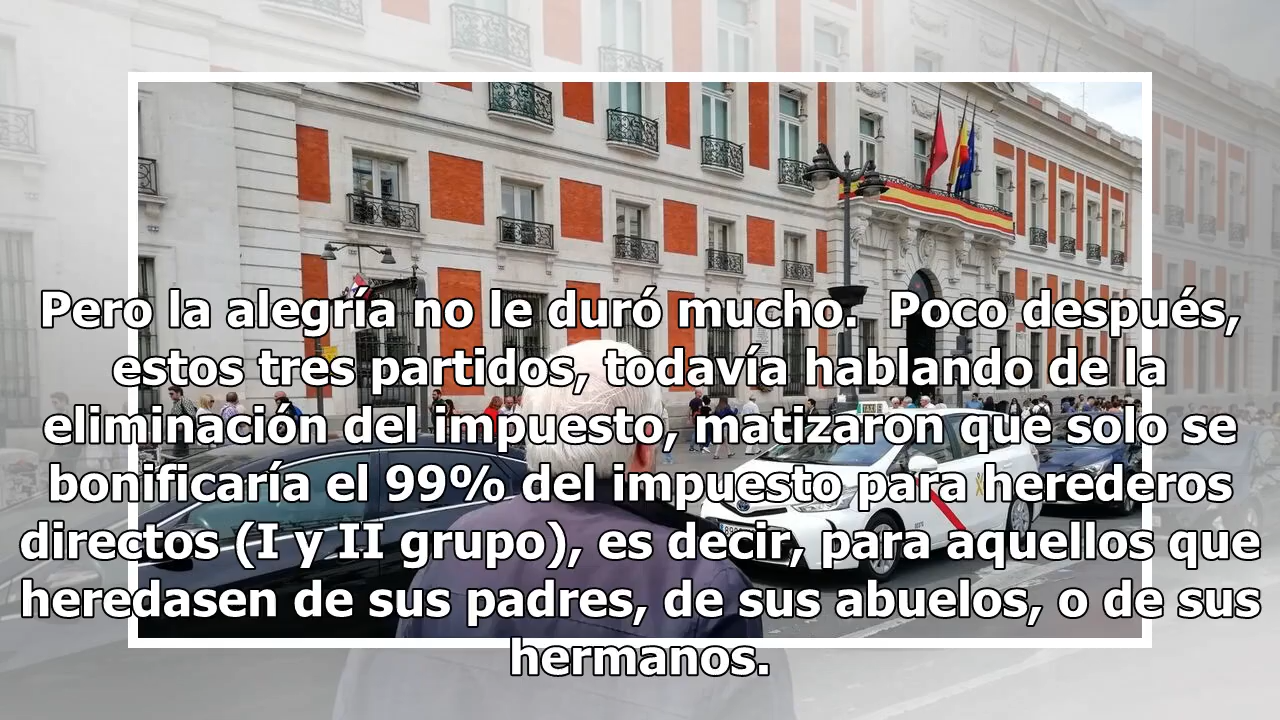 Pero la alegría no le duró mucho.  Poco después,
estos tres partidos, todavía hablando de la
eliminación del impuesto, matizaron que solo se
bonificaría el 99% del impuesto para herederos
directos (I y II grupo), es decir, para aquellos que
heredasen de sus padres, de sus abuelos, o de sus
hermanos.